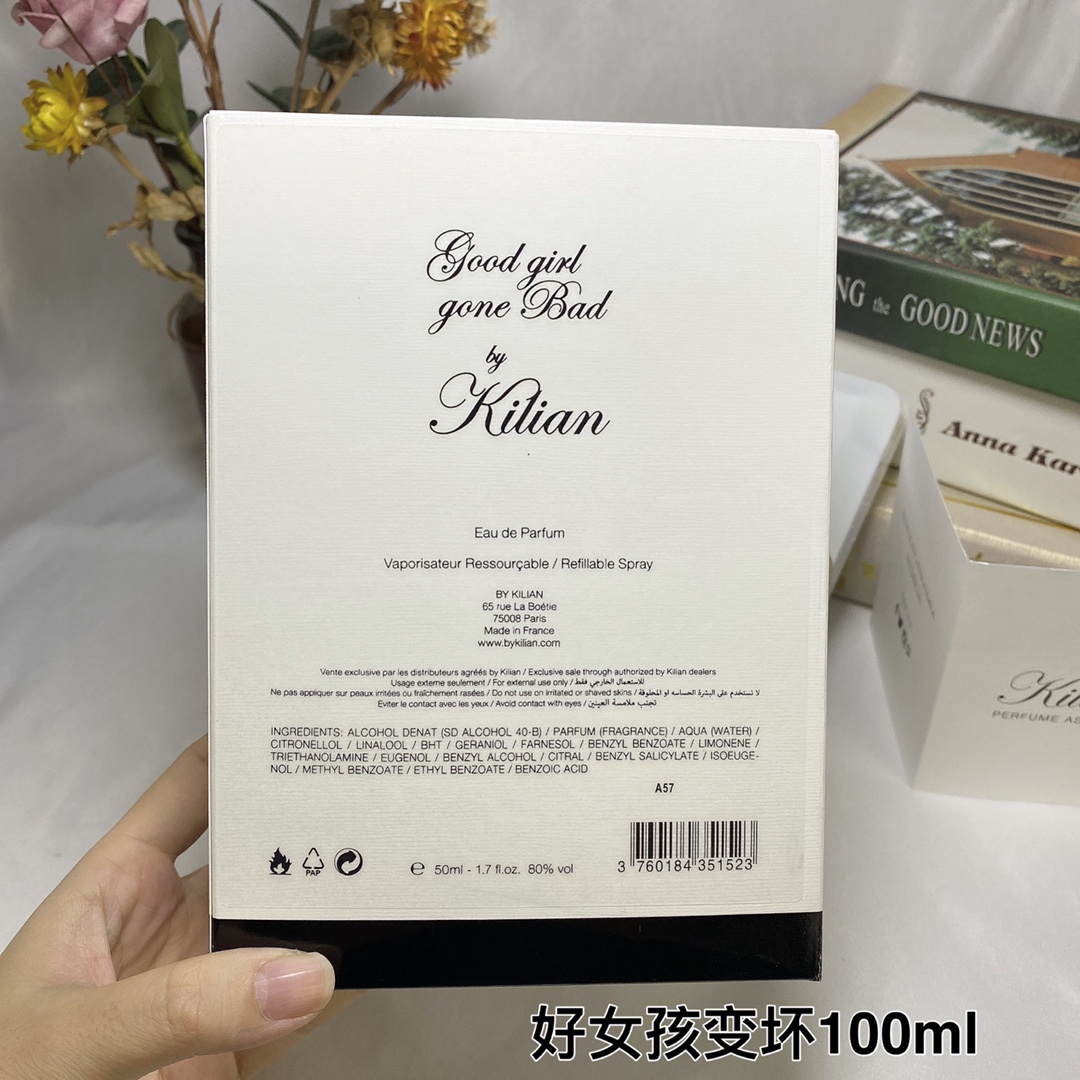 Good girl
gone Bad
by
Kilian
Eau de Parfum
Vaporisateur Ressourçable / Refillable Spray
BY KILIAN
65 rue La Boétie
75008 Paris
Made in France
www.bykilian.com
Vente exclusive par les distributeurs agréés by Kilian / Exclusive sale through authorized by Kilian dealers
Usage externe seulement / For external use only / للاستعمال الخارجي فقط
Ne pas appliquer sur peaux irritées ou fraîchement rasées / Do not use on irritated or shaved skins / لا تستخدم على البشرة الحساسه او المحلوقة
Eviter le contact avec les yeux / Avoid contact with eyes / تجنب ملامسة العينين
INGREDIENTS: ALCOHOL DENAT (SD ALCOHOL 40-B) / PARFUM (FRAGRANCE) / AQUA (WATER) /
CITRONELLOL / LINALOOL / BHT / GERANIOL / FARNESOL / BENZYL BENZOATE / LIMONENE /
TRIETHANOLAMINE / EUGENOL / BENZYL ALCOHOL / CITRAL / BENZYL SALICYLATE / ISOEUGE-
NOL / METHYL BENZOATE / ETHYL BENZOATE / BENZOIC ACID
A57
PAP
℮ 50ml - 1.7 fl.oz. 80% vol
3 760184 351523
NG the GOOD NEWS
Anna Kar
Kil
PERFUME AS
好女孩变坏100ml